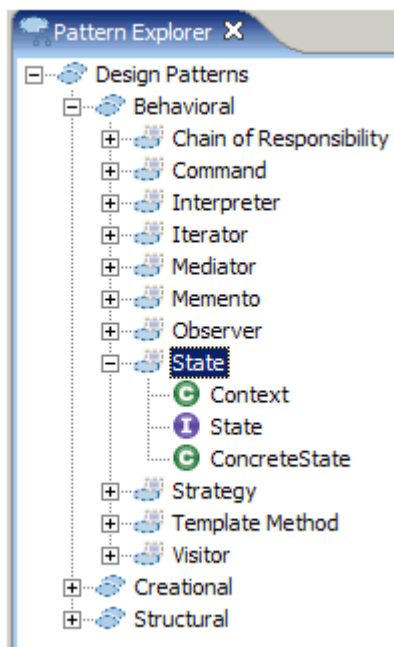 Pattern Explorer
Design Patterns
Behavioral
Chain of Responsibility
Command
Interpreter
Iterator
Mediator
Memento
Observer
State
C Context
I State
C ConcreteState
Strategy
Template Method
Visitor
Creational
Structural